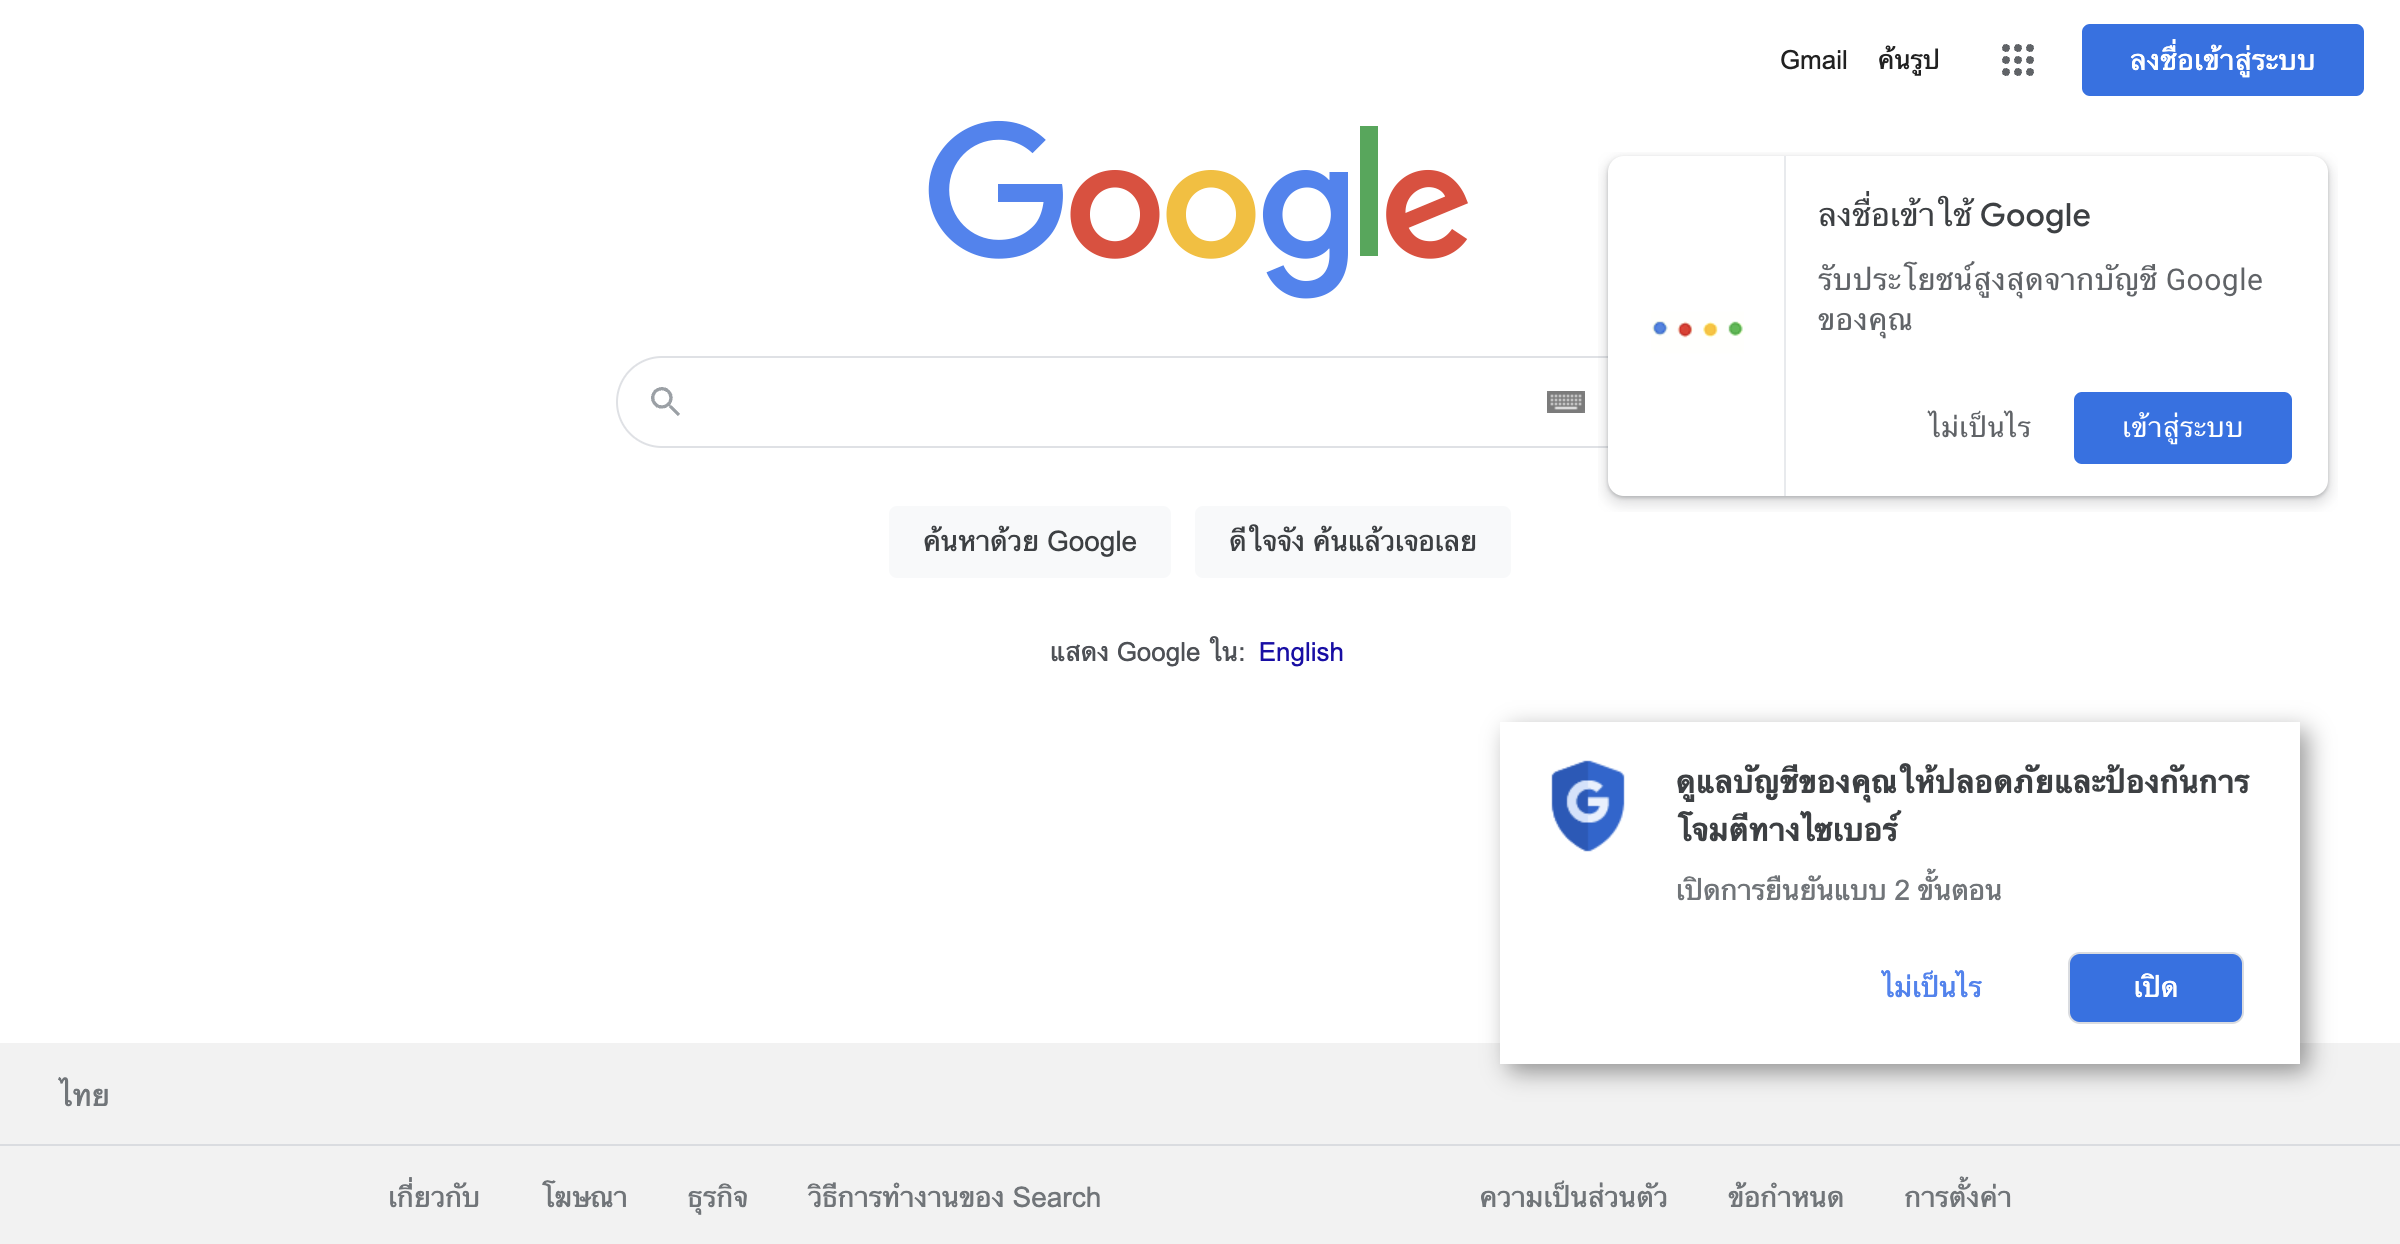 Gmail ค้นรูป ลงชื่อเข้าสู่ระบบ
Google
ลงชื่อเข้าใช้ Google
รับประโยชน์สูงสุดจากบัญชี Google
ของคุณ
ไม่เป็นไร เข้าสู่ระบบ
ค้นหาด้วย Google ดีใจจัง ค้นแล้วเจอเลย
แสดง Google ใน: English
G
ดูแลบัญชีของคุณให้ปลอดภัยและป้องกันการ
โจมตีทางไซเบอร์
เปิดการยืนยันแบบ 2 ขั้นตอน
ไม่เป็นไร เปิด
ไทย
เกี่ยวกับ โฆษณา ธุรกิจ วิธีการทำงานของ Search ความเป็นส่วนตัว ข้อกำหนด การตั้งค่า